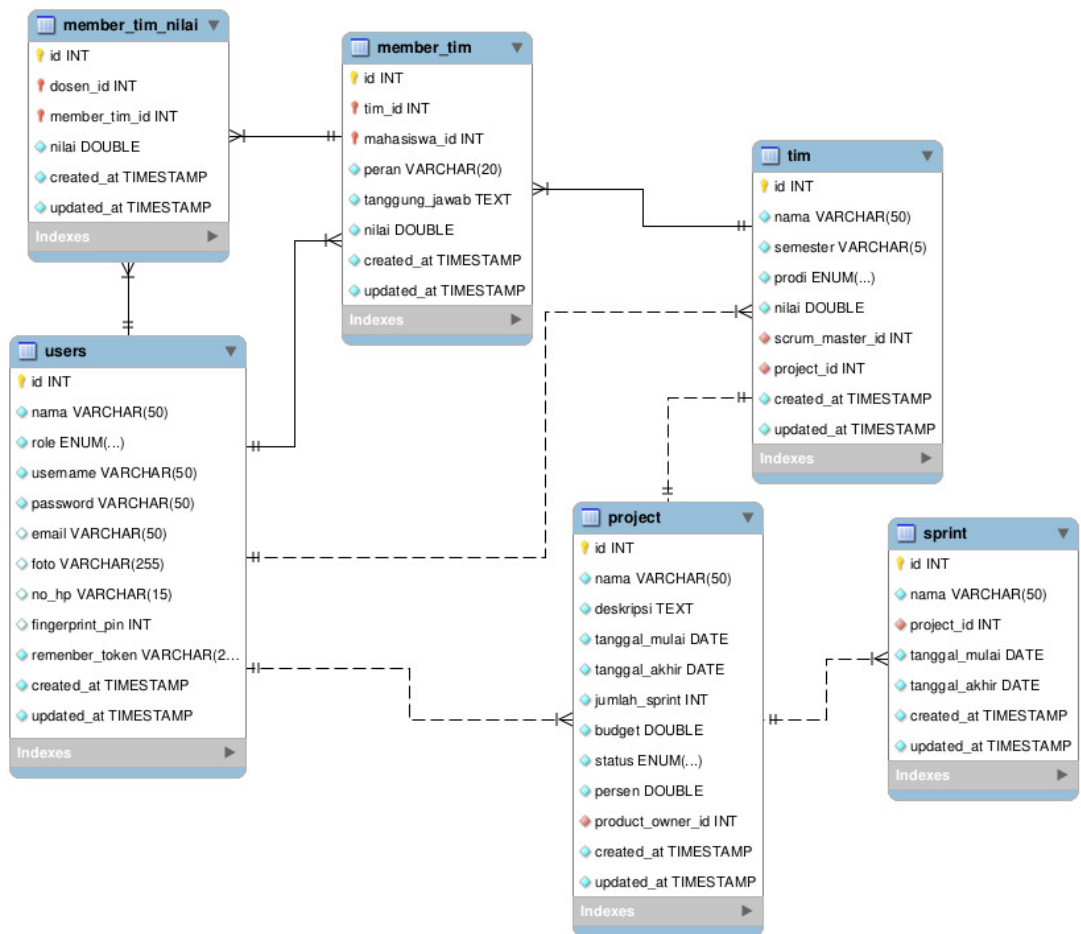 member_tim_nilai
id INT
dosen_id INT
member_tim_id INT
nilai DOUBLE
created_at TIMESTAMP
updated_at TIMESTAMP
Indexes
member_tim
id INT
tim_id INT
mahasiswa_id INT
peran VARCHAR(20)
tanggung_jawab TEXT
nilai DOUBLE
created_at TIMESTAMP
updated_at TIMESTAMP
Indexes
tim
id INT
nama VARCHAR(50)
semester VARCHAR(5)
prodi ENUM(...)
nilai DOUBLE
scrum_master_id INT
project_id INT
created_at TIMESTAMP
updated_at TIMESTAMP
Indexes
users
id INT
nama VARCHAR(50)
role ENUM(...)
username VARCHAR(50)
password VARCHAR(50)
email VARCHAR(50)
foto VARCHAR(255)
no_hp VARCHAR(15)
fingerprint_pin INT
remenber_token VARCHAR(2...
created_at TIMESTAMP
updated_at TIMESTAMP
Indexes
project
id INT
nama VARCHAR(50)
deskripsi TEXT
tanggal_mulai DATE
tanggal_akhir DATE
jumlah_sprint INT
budget DOUBLE
status ENUM(...)
persen DOUBLE
product_owner_id INT
created_at TIMESTAMP
updated_at TIMESTAMP
Indexes
sprint
id INT
nama VARCHAR(50)
project_id INT
tanggal_mulai DATE
tanggal_akhir DATE
created_at TIMESTAMP
updated_at TIMESTAMP
Indexes